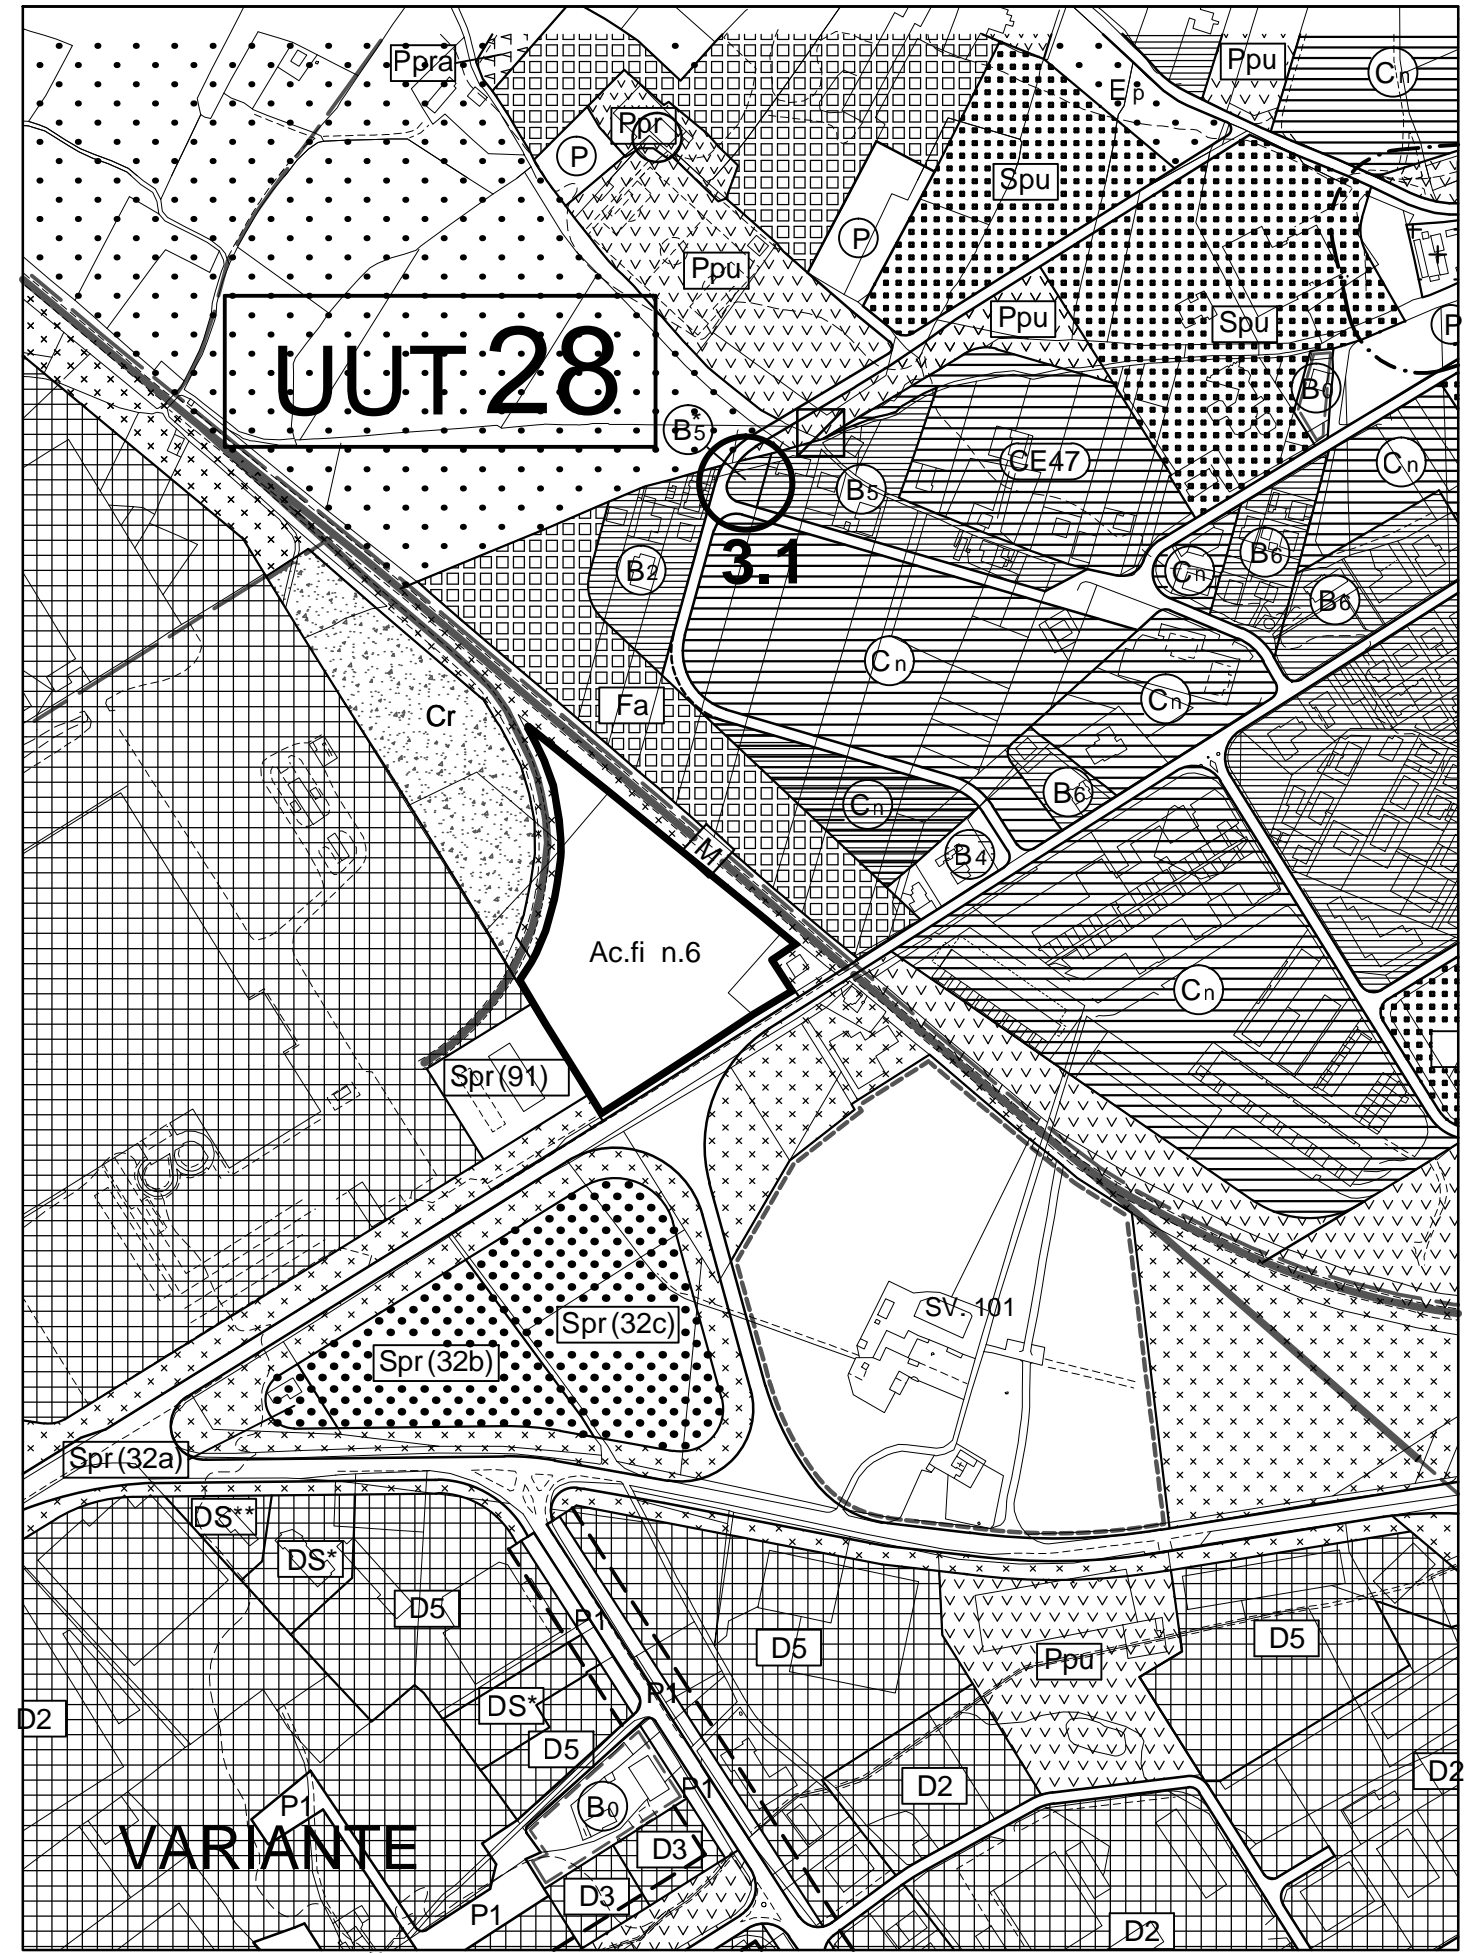 Ppra
Ppu
Cn
Ep
Ppr
P
Spu
P
Ppu
Ppu
Spu
P
UUT 28
B0
B5*
CE47
Cn
B5
B6
3.1
B2
Cn
B6
Cn
Cn
Fa
Cr
B6
Cn
M
B4
Ac.fi n.6
Cn
Spr (91)
SV. 101
Spr (32c)
Spr (32b)
Spr (32a)
DS**
DS*
D5
P1
D5
D5
Ppu
P1
DS*
D2
D5
D2
D2
P1
P1
B0
VARIANTE
D3
D3
P1
D2